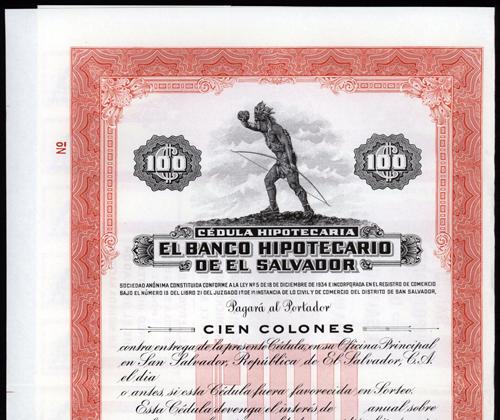 Nº
100
100
CÉDULA HIPOTECARIA
EL BANCO HIPOTECARIO
DE EL SALVADOR
SOCIEDAD ANÓNIMA CONSTITUIDA CONFORME A LA LEY Nº 5 DE 18 DE DICIEMBRE DE 1934 E INCORPORADA EN EL REGISTRO DE COMERCIO
BAJO EL NÚMERO 13 DEL LIBRO 21 DEL JUZGADO 1º DE 1ª INSTANCIA DE LO CIVIL Y DE COMERCIO DEL DISTRITO DE SAN SALVADOR,
Pagará al Portador
CIEN COLONES
contra entrega de la presente Cédula, en su Oficina Principal
en San Salvador, República de El Salvador, C.A.
el día
o antes, si esta Cédula fuera favorecida en Sorteo.
Esta Cédula devenga el interés de anual sobre